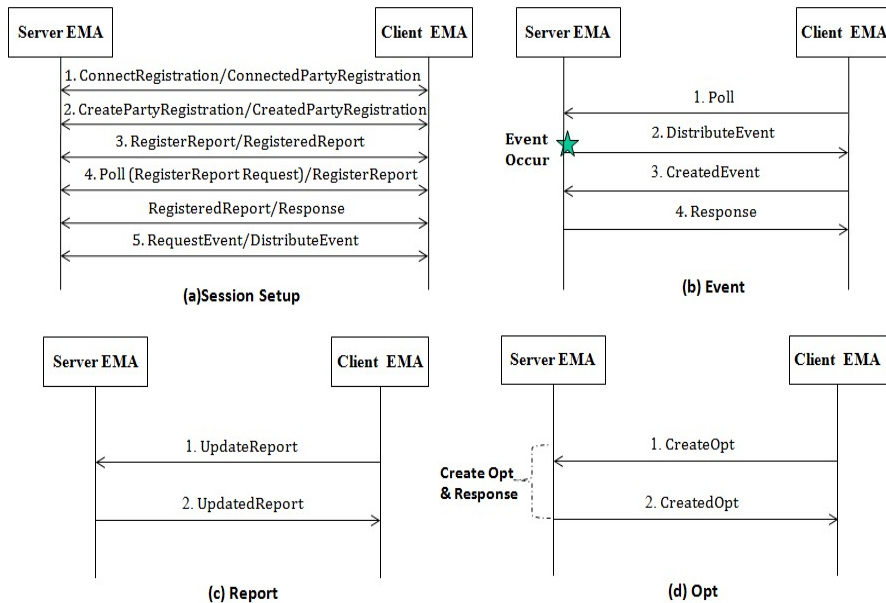 Server EMA
Client EMA
1. ConnectRegistration/ConnectedPartyRegistration
2. CreatePartyRegistration/CreatedPartyRegistration
3. RegisterReport/RegisteredReport
4. Poll (RegisterReport Request)/RegisterReport
RegisteredReport/Response
5. RequestEvent/DistributeEvent
(a)Session Setup
Server EMA
Client EMA
1. Poll
Event
Occur
2. DistributeEvent
3. CreatedEvent
4. Response
(b) Event
Server EMA
Client EMA
1. UpdateReport
2. UpdatedReport
(c) Report
Server EMA
Client EMA
1. CreateOpt
Create Opt
& Response
2. CreatedOpt
(d) Opt